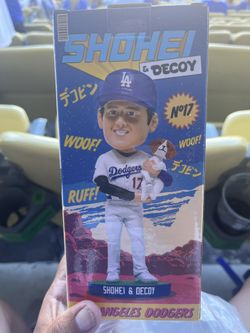 SHOHEI
& DECOY
デコピン
Nº17
WOOF!
WOOF!
デコピン
Dodgers
17
RUFF!
SHOHEI & DECOY
ANGELES DODGERS